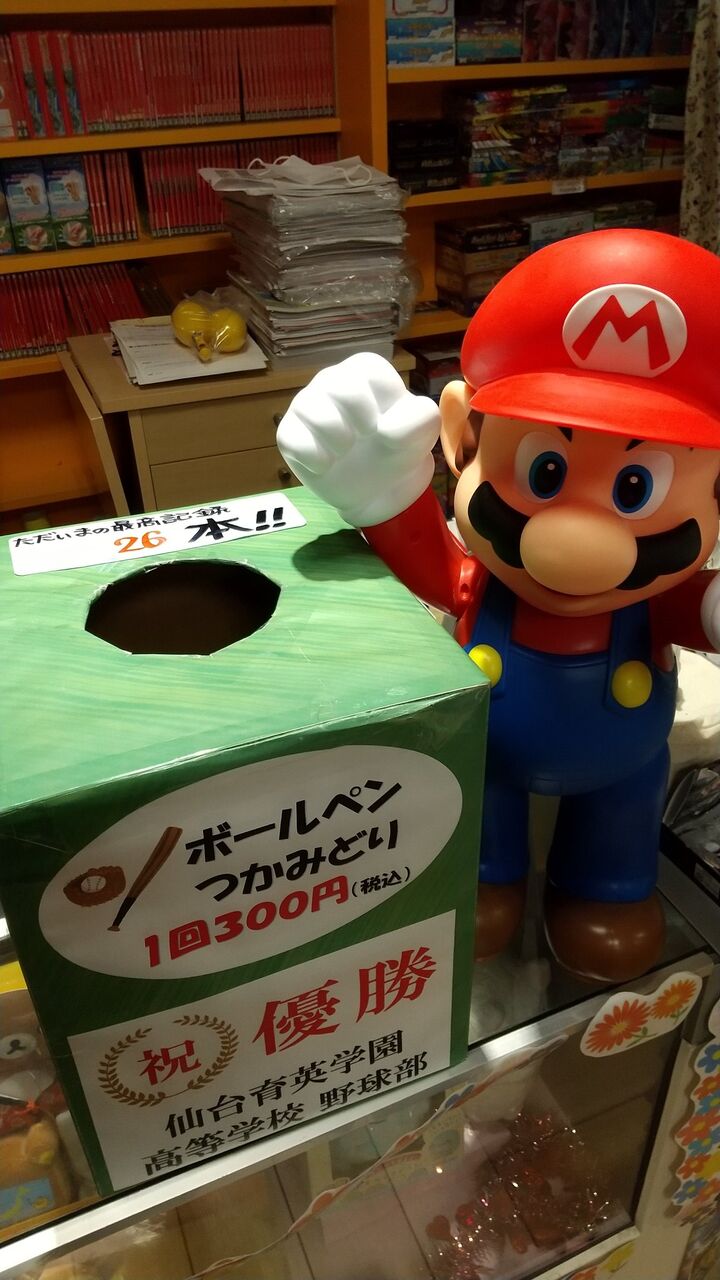 ただいまの最高記録
26 本!!
M
ボールペン
つかみどり
1回300円(税込)
祝 優勝
仙台育英学園
高等学校 野球部